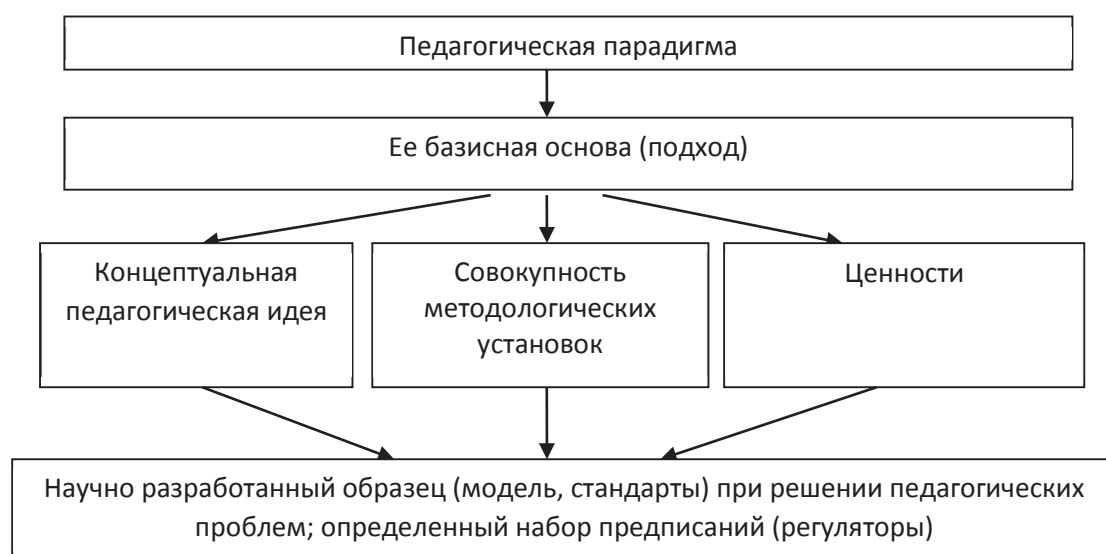 Педагогическая парадигма
Ее базисная основа (подход)
Концептуальная
педагогическая идея
Совокупность
методологических
установок
Ценности
Научно разработанный образец (модель, стандарты) при решении педагогических
проблем; определенный набор предписаний (регуляторы)